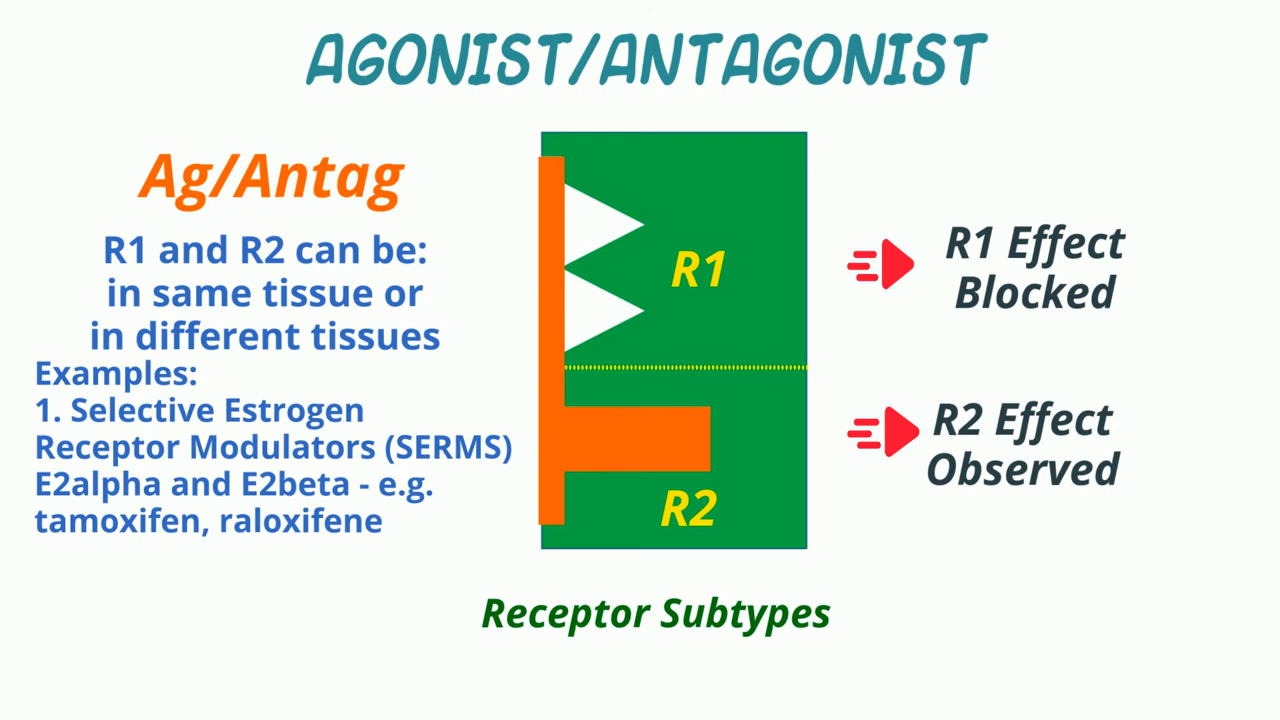 AGONIST/ANTAGONIST
Ag/Antag
R1 and R2 can be:
in same tissue or
in different tissues
Examples:
1. Selective Estrogen
Receptor Modulators (SERMS)
E2alpha and E2beta - e.g.
tamoxifen, raloxifene
R1
R2
R1 Effect
Blocked
R2 Effect
Observed
Receptor Subtypes